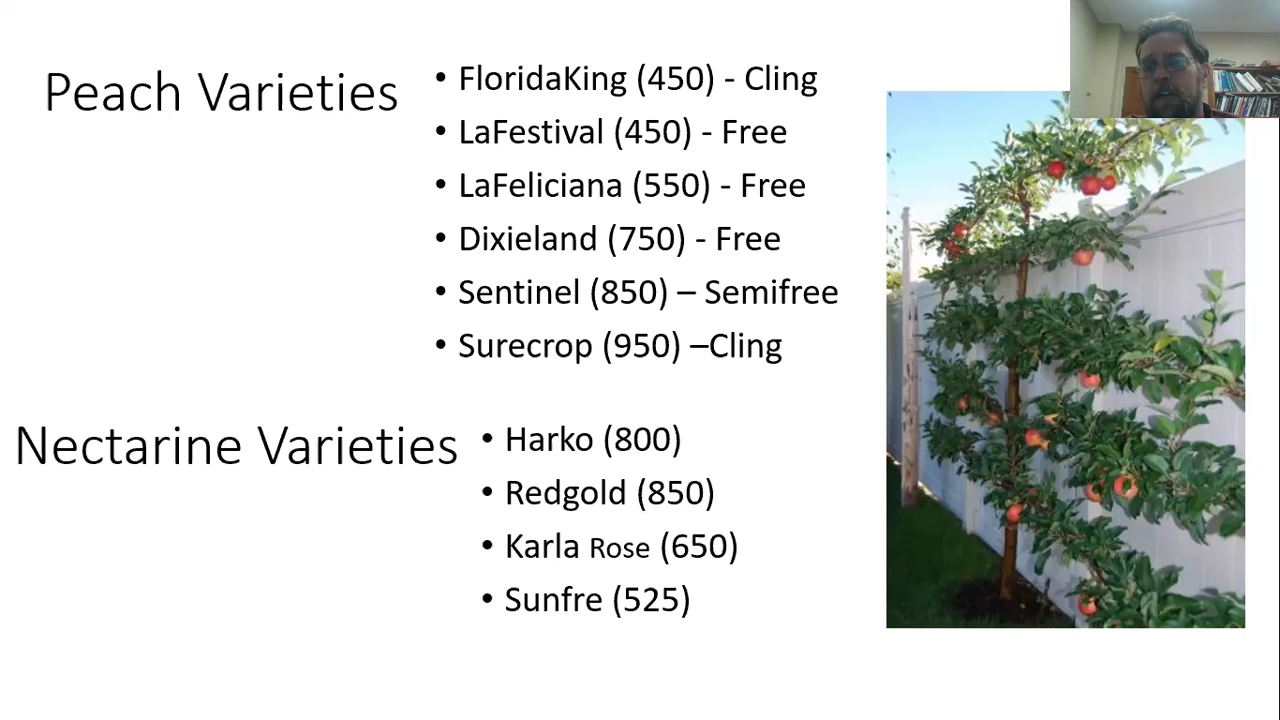 Peach Varieties
• FloridaKing (450) - Cling
• LaFestival (450) - Free
• LaFeliciana (550) - Free
• Dixieland (750) - Free
• Sentinel (850) – Semifree
• Surecrop (950) –Cling
Nectarine Varieties
• Harko (800)
• Redgold (850)
• Karla Rose (650)
• Sunfre (525)